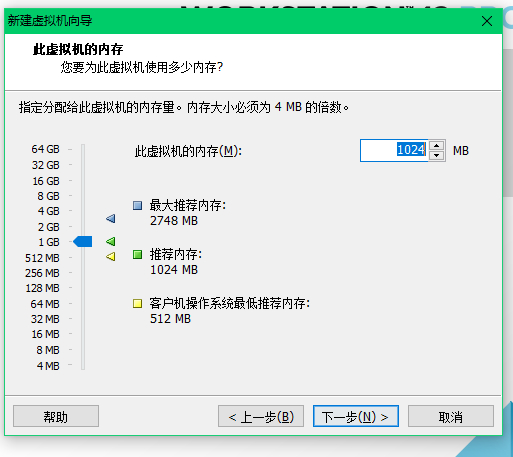 WORKSTATION™ 12 PRO
新建虚拟机向导
此虚拟机的内存
您要为此虚拟机使用多少内存?
指定分配给此虚拟机的内存量。内存大小必须为 4 MB 的倍数。
此虚拟机的内存(M): 1024 MB
64 GB
32 GB
16 GB
8 GB
4 GB
2 GB
1 GB
512 MB
256 MB
128 MB
64 MB
32 MB
16 MB
8 MB
4 MB
最大推荐内存:
2748 MB
推荐内存:
1024 MB
客户机操作系统最低推荐内存:
512 MB
帮助 < 上一步(B) 下一步(N) > 取消